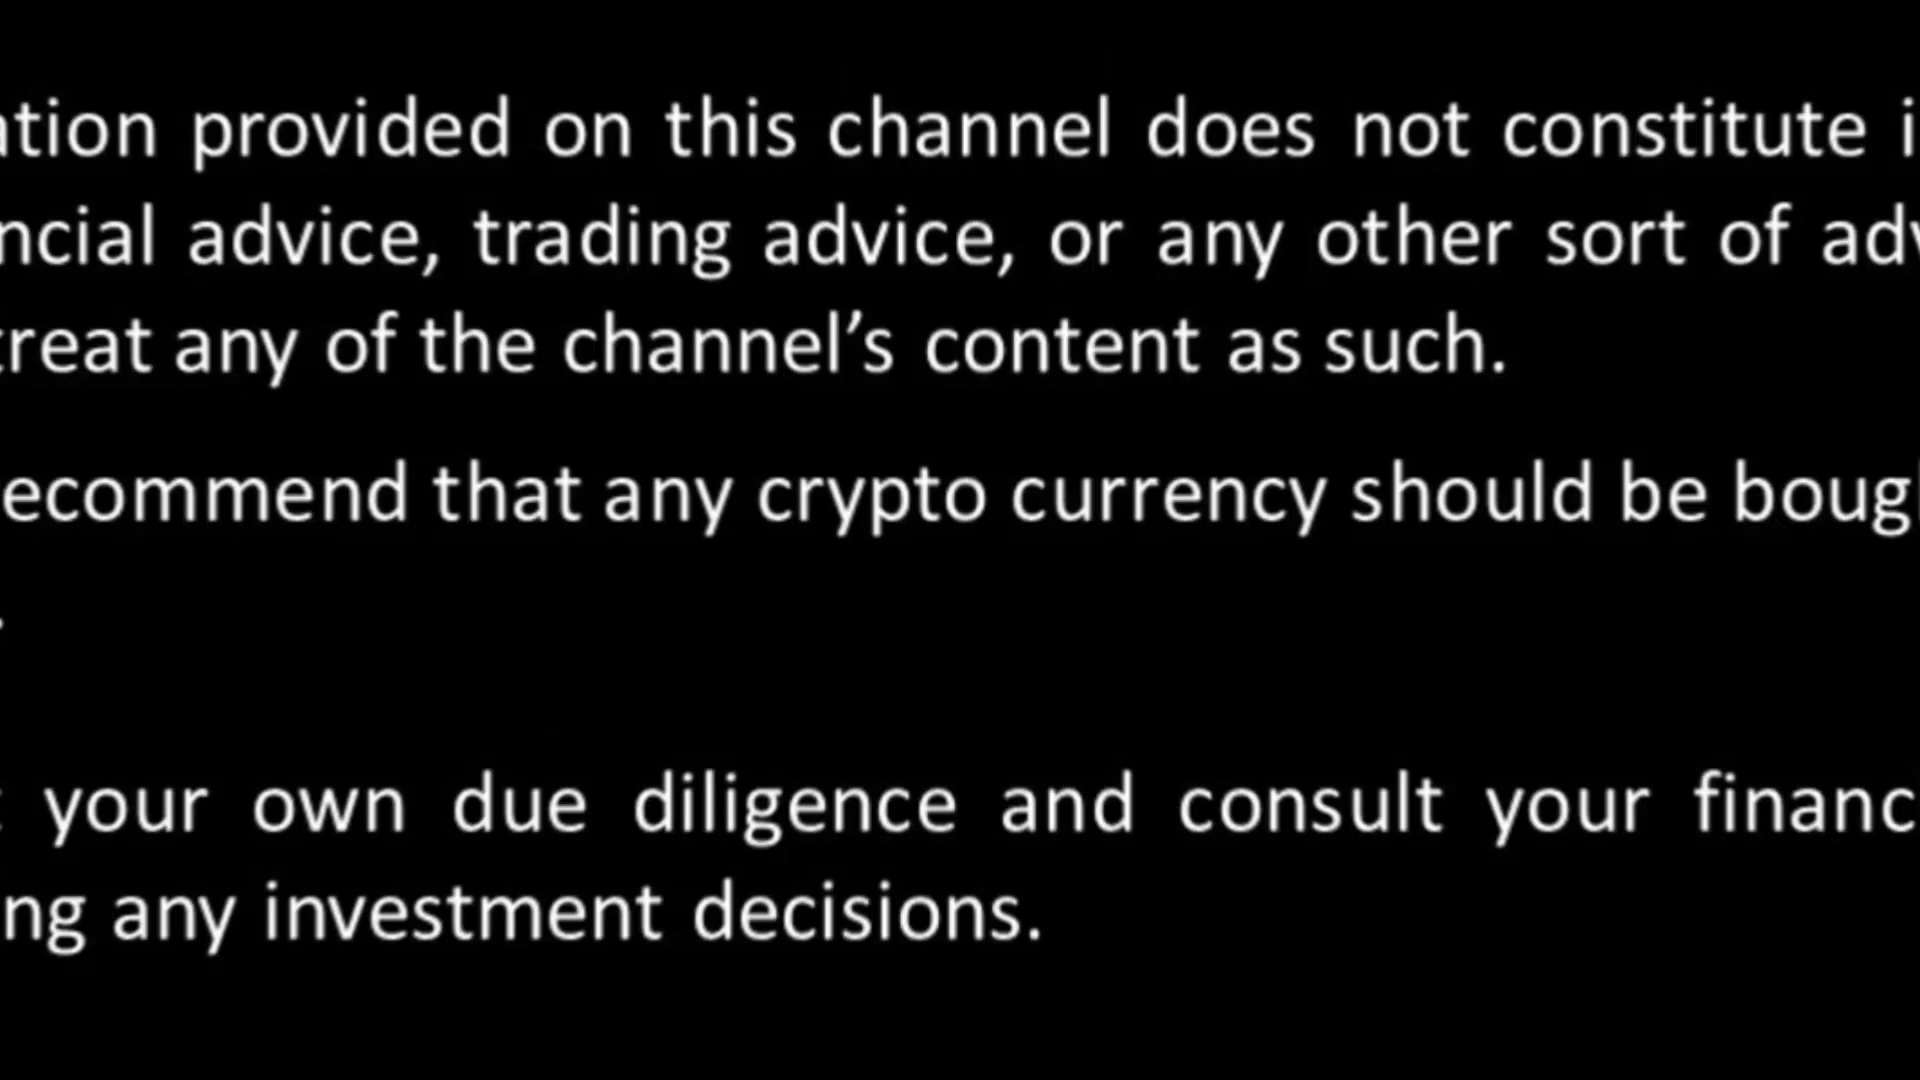 ation provided on this channel does not constitute i
ncial advice, trading advice, or any other sort of adv
treat any of the channel’s content as such.
ecommend that any crypto currency should be boug
.
your own due diligence and consult your financ
ng any investment decisions.